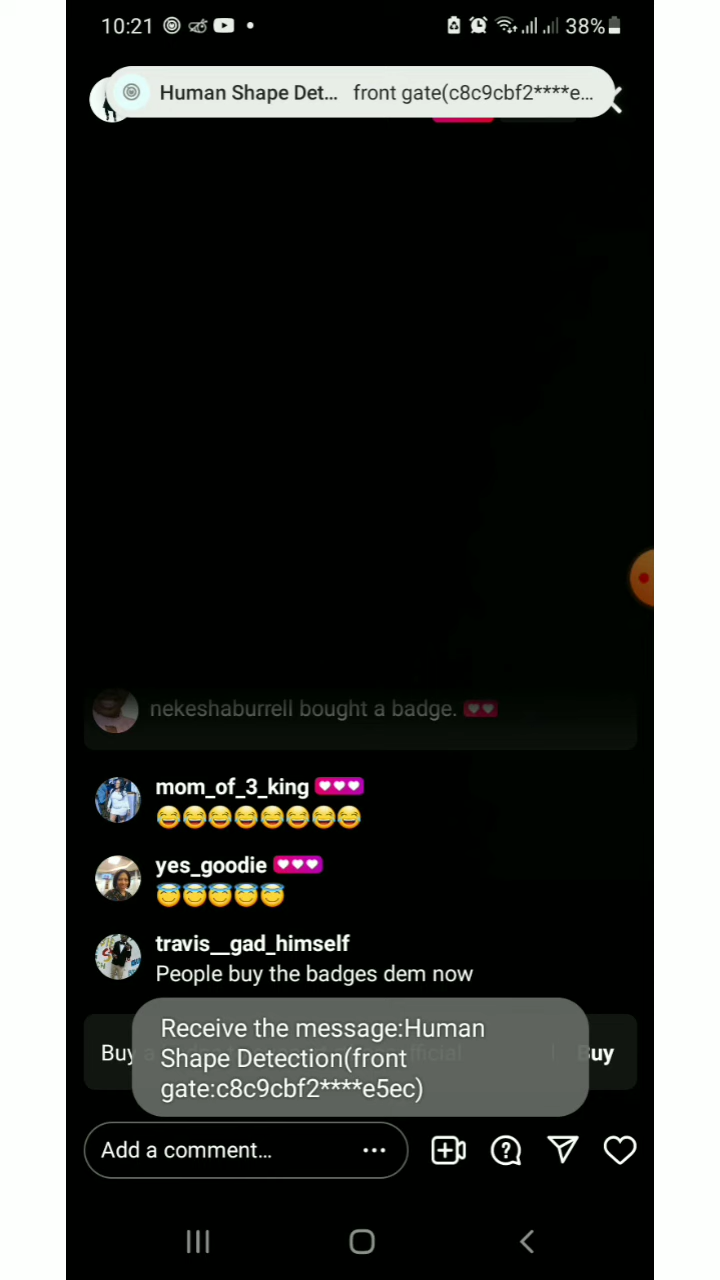 10:21
38%
Human Shape Det... front gate(c8c9cbf2****e...
nekeshaburrell bought a badge.
mom_of_3_king
😂😂😂😂😂😂😂😂
yes_goodie
😇😇😇😇😇
travis__gad_himself
People buy the badges dem now
Buy
Buy
Receive the message:Human
Shape Detection(front
gate:c8c9cbf2****e5ec)
Add a comment...